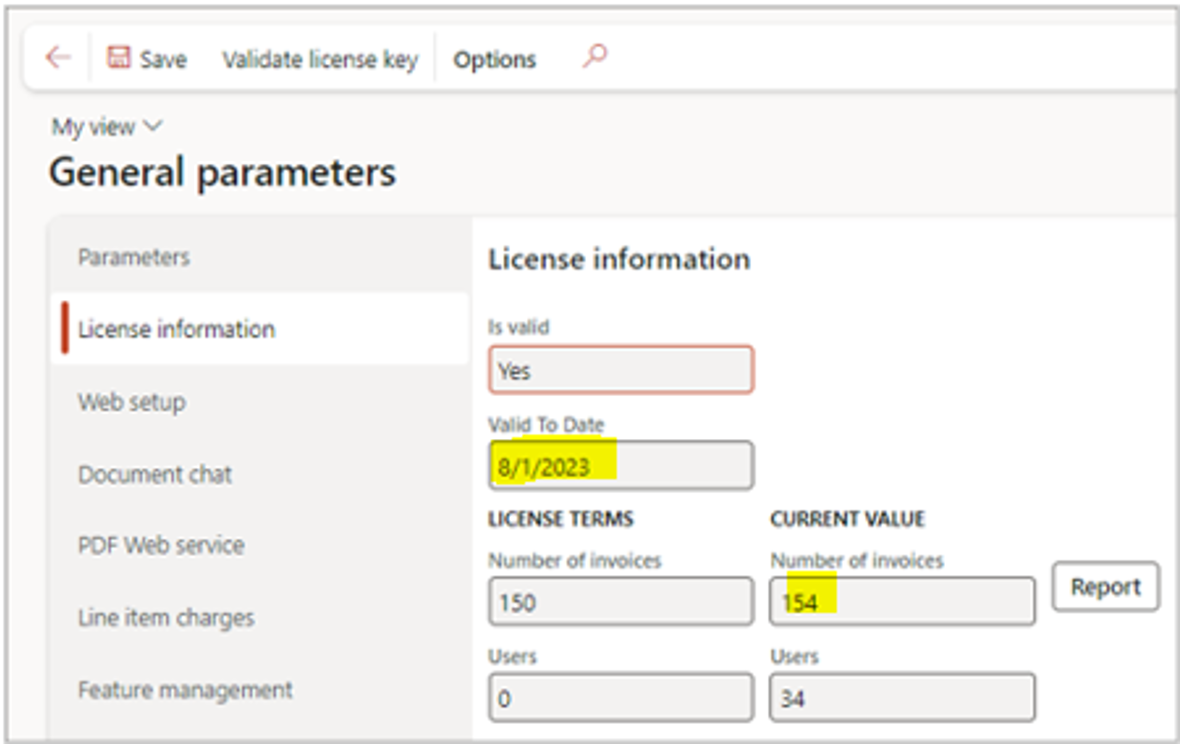 Save Validate license key Options
My view
General parameters
Parameters
License information
Web setup
Document chat
PDF Web service
Line item charges
Feature management
License information
Is valid
Yes
Valid To Date
8/1/2023
LICENSE TERMS CURRENT VALUE
Number of invoices Number of invoices
150 154 Report
Users Users
0 34